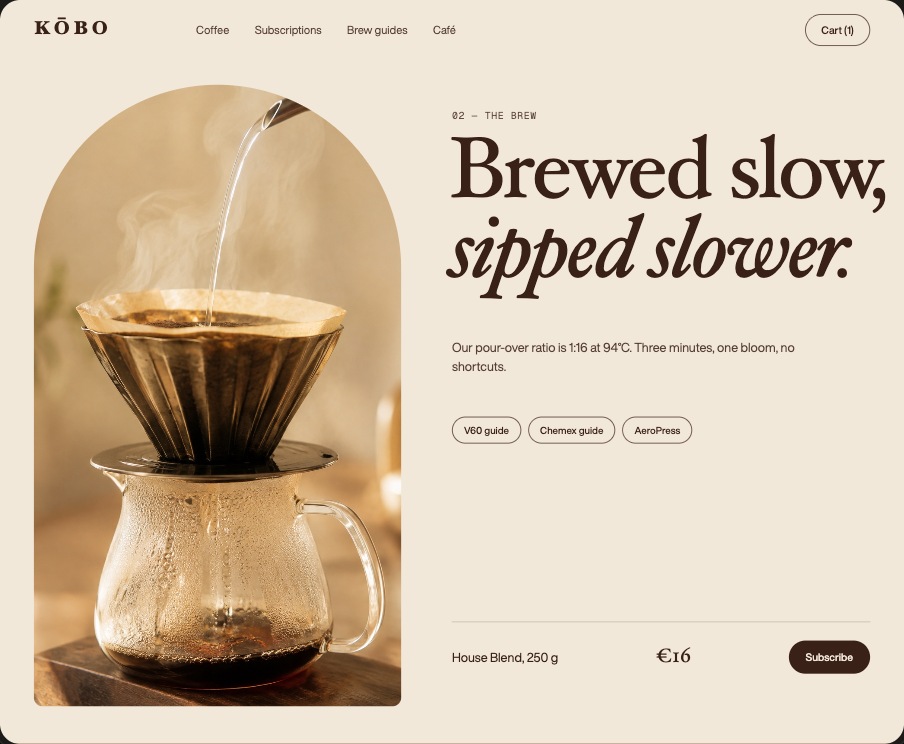 KŌBO
Coffee Subscriptions Brew guides Café
Cart (1)
02 — THE BREW
Brewed slow,
sipped slower.
Our pour-over ratio is 1:16 at 94°C. Three minutes, one bloom, no
shortcuts.
V60 guide Chemex guide AeroPress
House Blend, 250 g €16 Subscribe